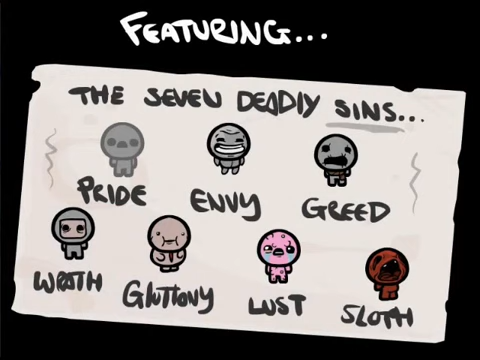 FEATURING...
THE SEVEN DEADLY SINS...
PRIDE ENVY GREED
WRATH Gluttony LUST SLOTH